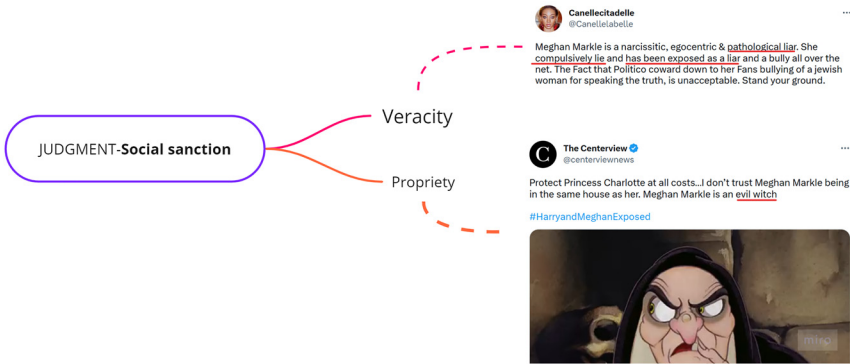 Canellecitadelle
@Canellelabelle
Meghan Markle is a narcissitic, egocentric & pathological liar. She
compulsively lie and has been exposed as a liar and a bully all over the
net. The Fact that Politico coward down to her Fans bullying of a jewish
woman for speaking the truth, is unacceptable. Stand your ground.
Veracity
JUDGMENT-Social sanction
Propriety
The Centerview
@centerviewnews
Protect Princess Charlotte at all costs...I don't trust Meghan Markle being
in the same house as her. Meghan Markle is an evil witch
#HarryandMeghanExposed
miro